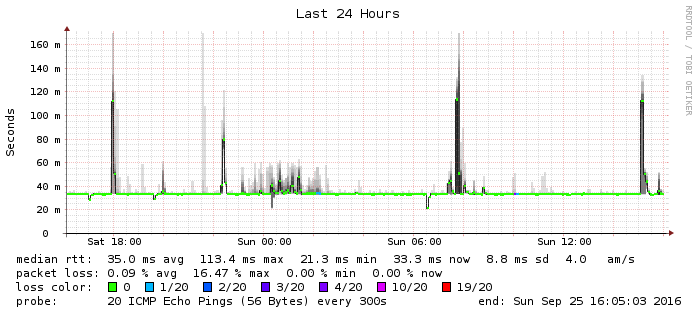 Last 24 Hours
RRDTOOL / TOBI OETIKER
Seconds
160 m
140 m
120 m
100 m
80 m
60 m
40 m
20 m
0
Sat 18:00 Sun 00:00 Sun 06:00 Sun 12:00
median rtt: 35.0 ms avg 113.4 ms max 21.3 ms min 33.3 ms now 8.8 ms sd 4.0 am/s
packet loss: 0.09 % avg 16.47 % max 0.00 % min 0.00 % now
loss color: 0 1/20 2/20 3/20 4/20 10/20 19/20
probe: 20 ICMP Echo Pings (56 Bytes) every 300s end: Sun Sep 25 16:05:03 2016